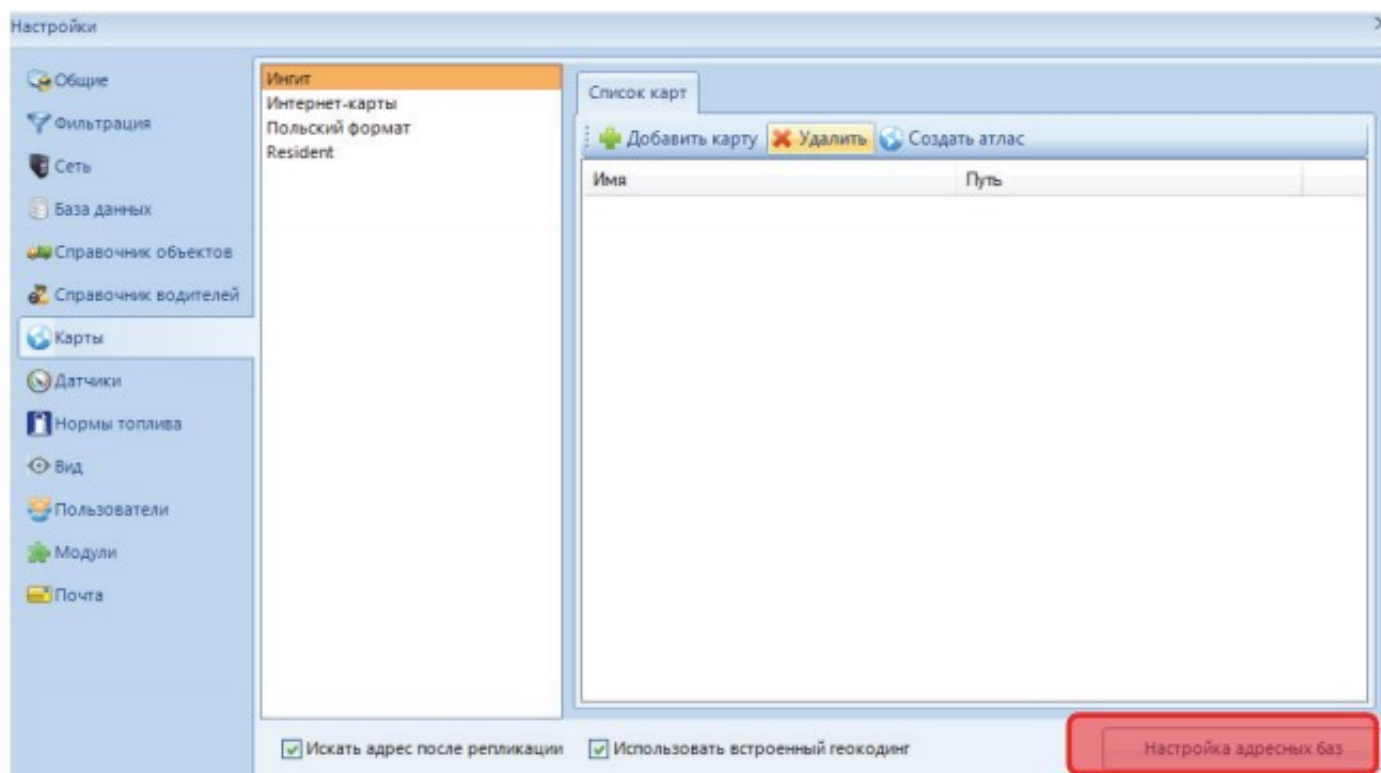 Настройки
Общие
Фильтрация
Сеть
База данных
Справочник объектов
Справочник водителей
Карты
Датчики
Нормы топлива
Вид
Пользователи
Модули
Почта
Ингит
Интернет-карты
Польский формат
Resident
Список карт
Добавить карту Удалить Создать атлас
Имя Путь
Искать адрес после репликации Использовать встроенный геокодинг Настройка адресных баз